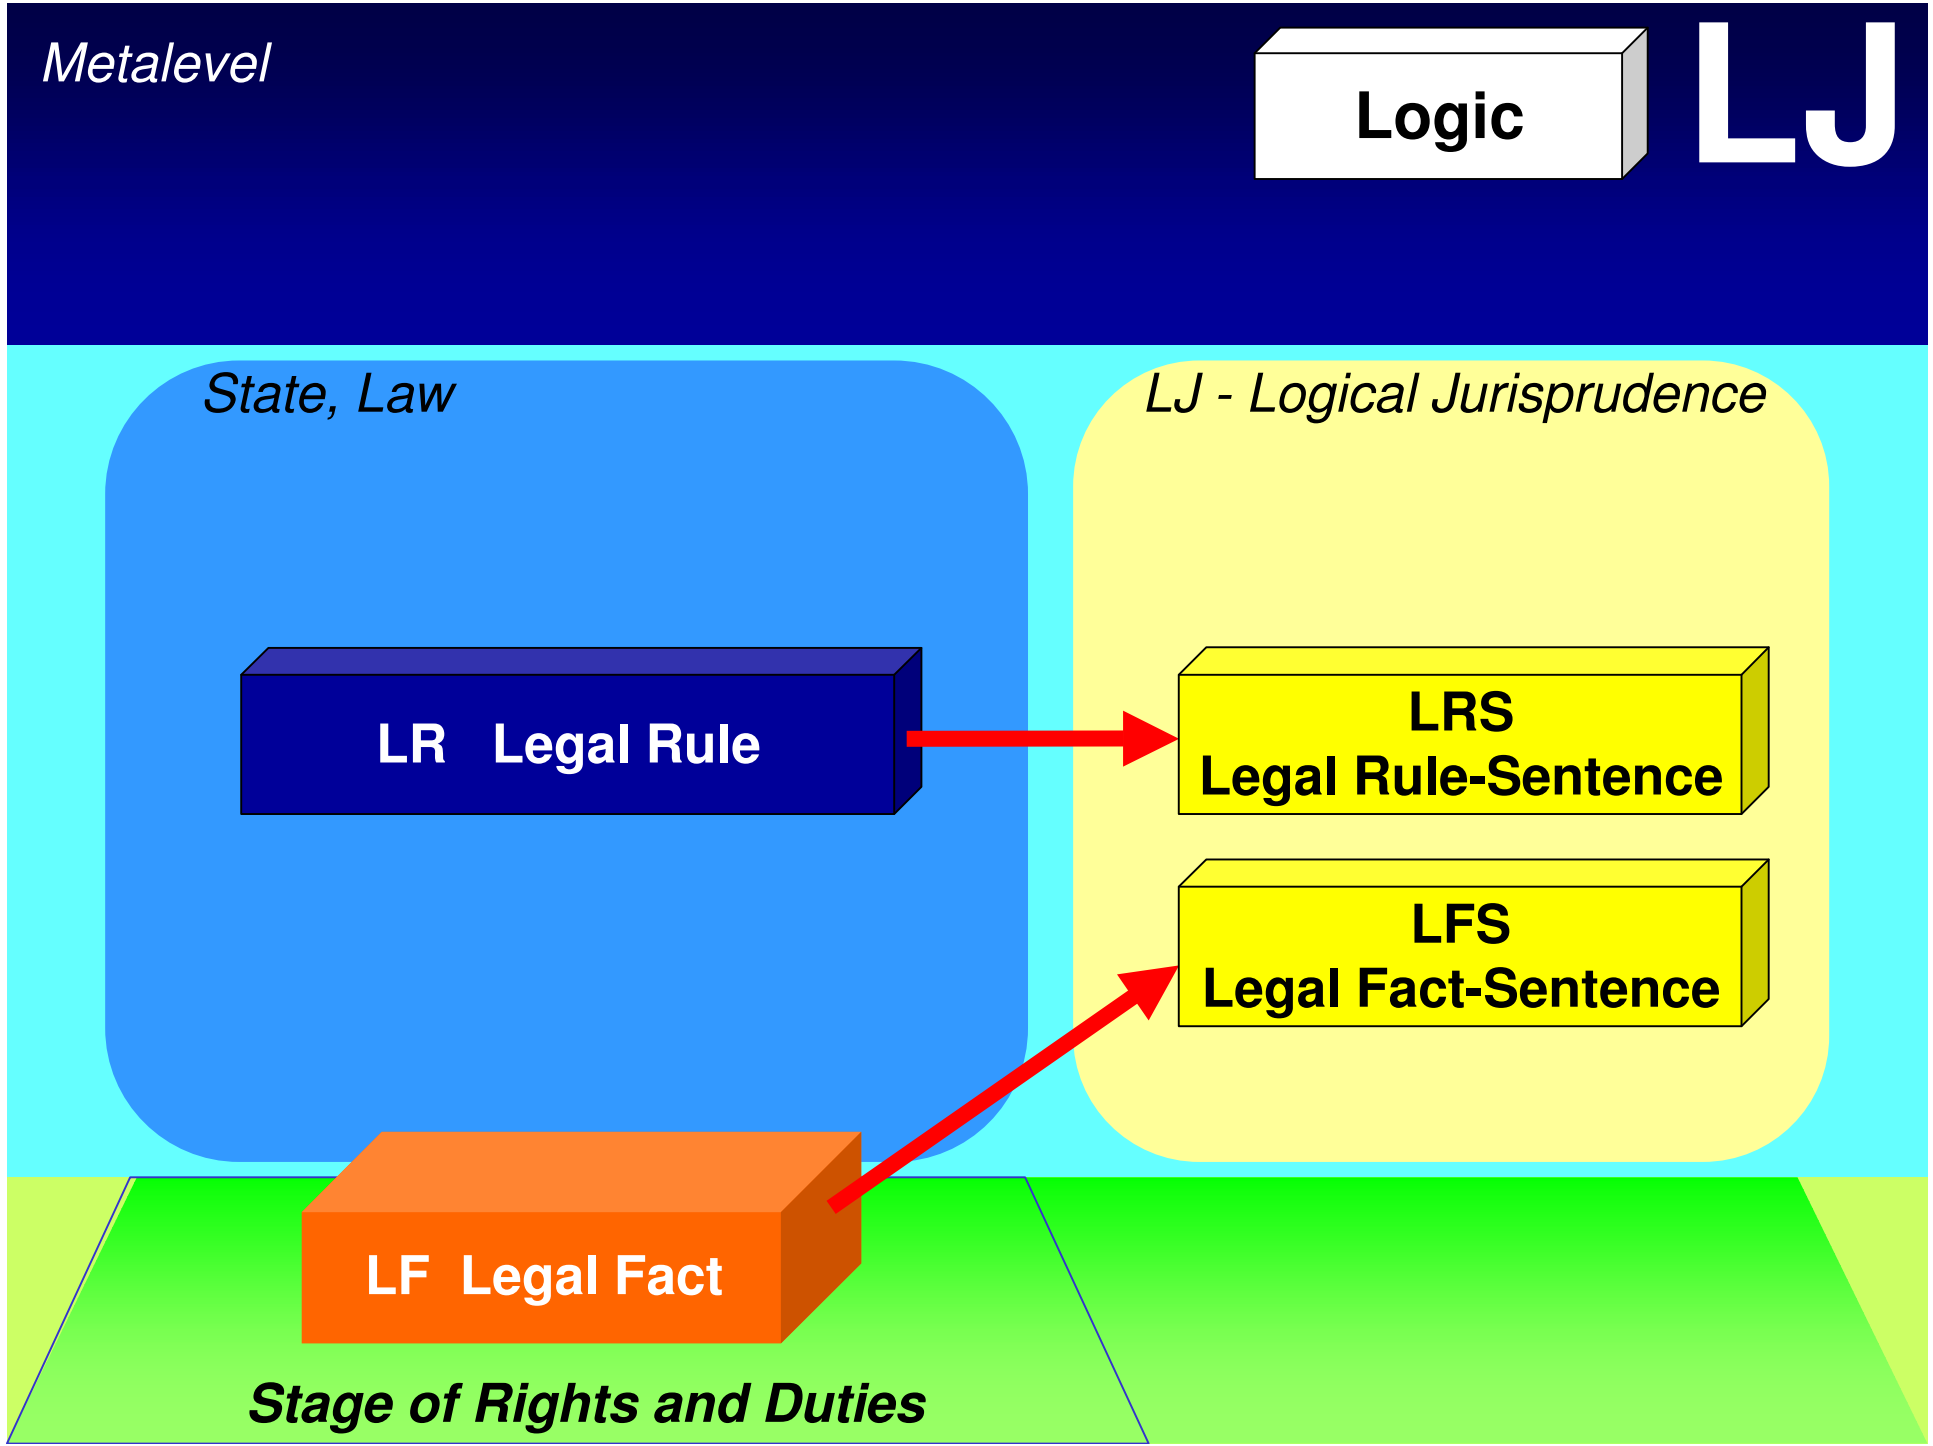 Metalevel
Logic
LJ
State, Law
LJ - Logical Jurisprudence
LR Legal Rule
LRS
Legal Rule-Sentence
LFS
Legal Fact-Sentence
LF Legal Fact
Stage of Rights and Duties